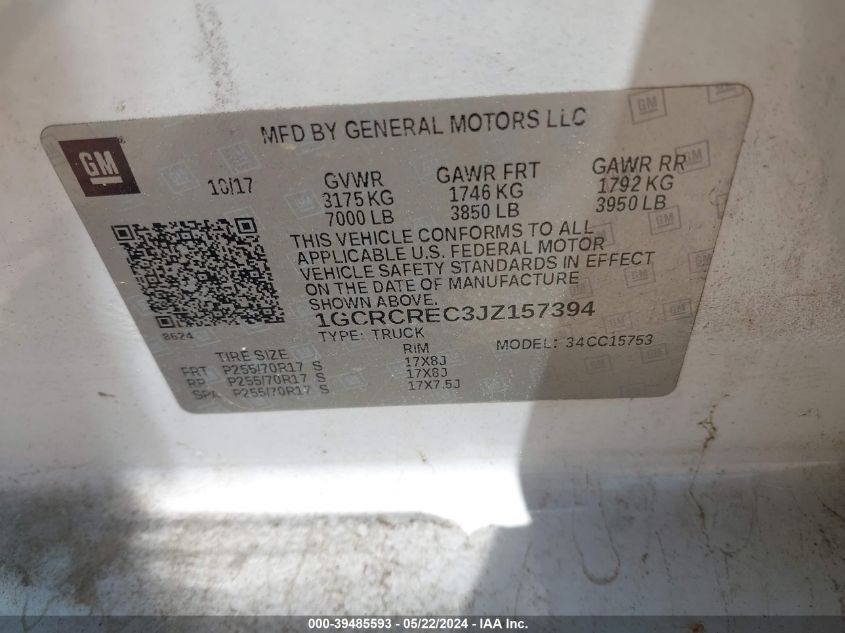 MFD BY GENERAL MOTORS LLC
GM
10/17 GVWR GAWR FRT GAWR RR
3175 KG 1746 KG 1792 KG
7000 LB 3850 LB 3950 LB
THIS VEHICLE CONFORMS TO ALL
APPLICABLE U.S. FEDERAL MOTOR
VEHICLE SAFETY STANDARDS IN EFFECT
ON THE DATE OF MANUFACTURE
SHOWN ABOVE.
1GCRCREC3JZ157394
8624 TYPE: TRUCK MODEL: 34CC15753
TIRE SIZE RIM
FRT P255/70R17 S 17X8J
RR P255/70R17 S 17X8J
SPA P255/70R17 S 17X7.5J
000-39485593 - 05/22/2024 - IAA Inc.